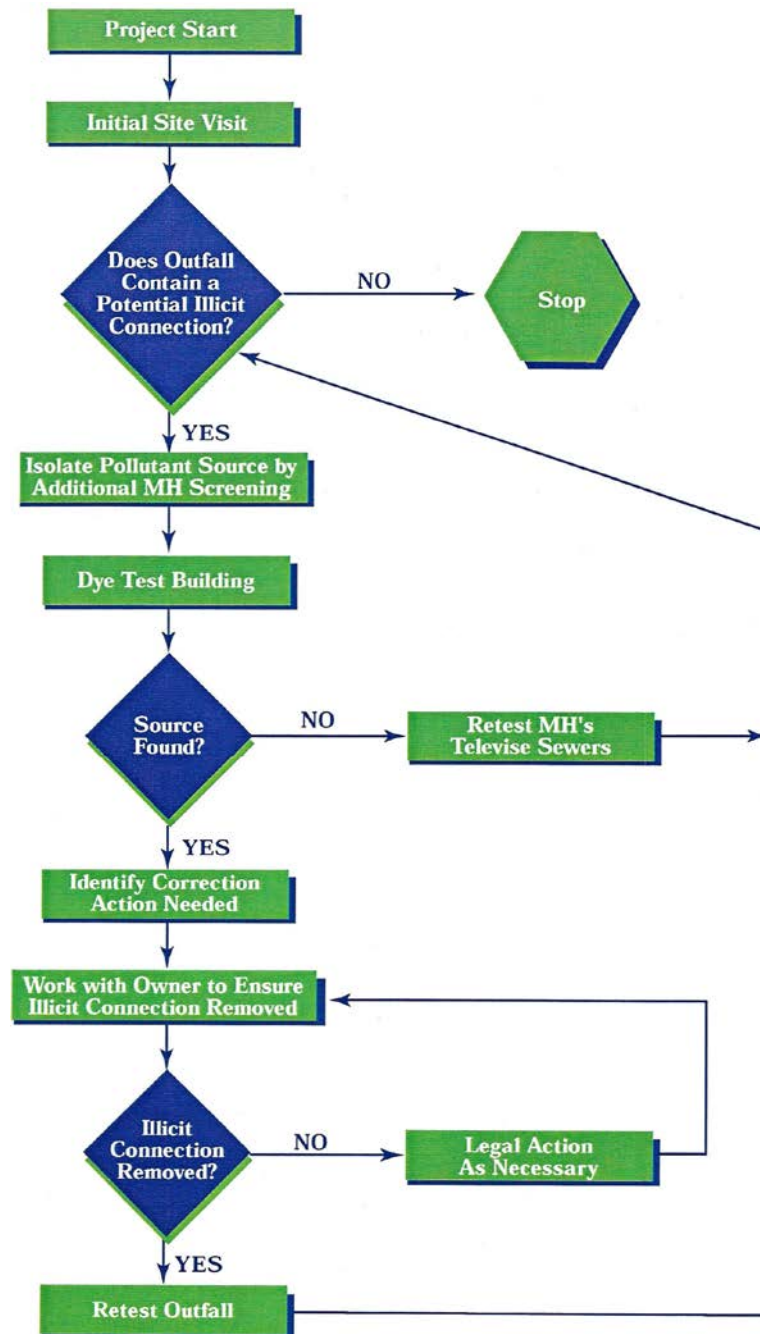 Project Start
Initial Site Visit
Does Outfall
Contain a
Potential Illicit
Connection?
NO
Stop
YES
Isolate Pollutant Source by
Additional MH Screening
Dye Test Building
Source
Found?
NO
Retest MH's
Televise Sewers
YES
Identify Correction
Action Needed
Work with Owner to Ensure
Illicit Connection Removed
Illicit
Connection
Removed?
NO
Legal Action
As Necessary
YES
Retest Outfall